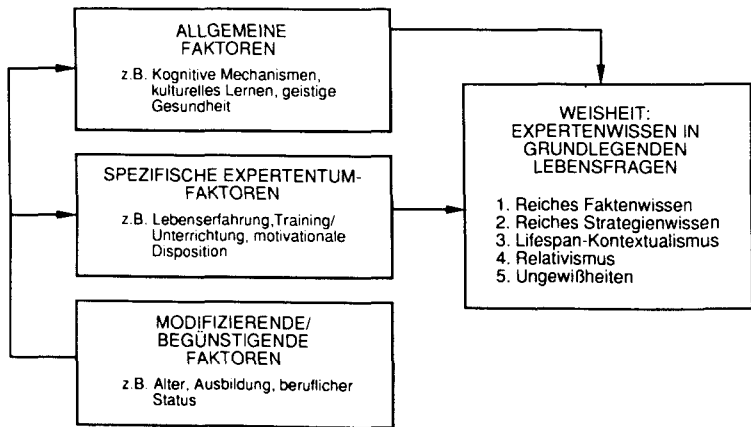 ALLGEMEINE
FAKTOREN
z.B. Kognitive Mechanismen,
kulturelles Lernen, geistige
Gesundheit
SPEZIFISCHE EXPERTENTUM-
FAKTOREN
z.B. Lebenserfahrung,Training/
Unterrichtung, motivationale
Disposition
MODIFIZIERENDE/
BEGÜNSTIGENDE
FAKTOREN
z.B. Alter, Ausbildung, beruflicher
Status
WEISHEIT:
EXPERTENWISSEN IN
GRUNDLEGENDEN
LEBENSFRAGEN
1. Reiches Faktenwissen
2. Reiches Strategienwissen
3. Lifespan-Kontextualismus
4. Relativismus
5. Ungewißheiten